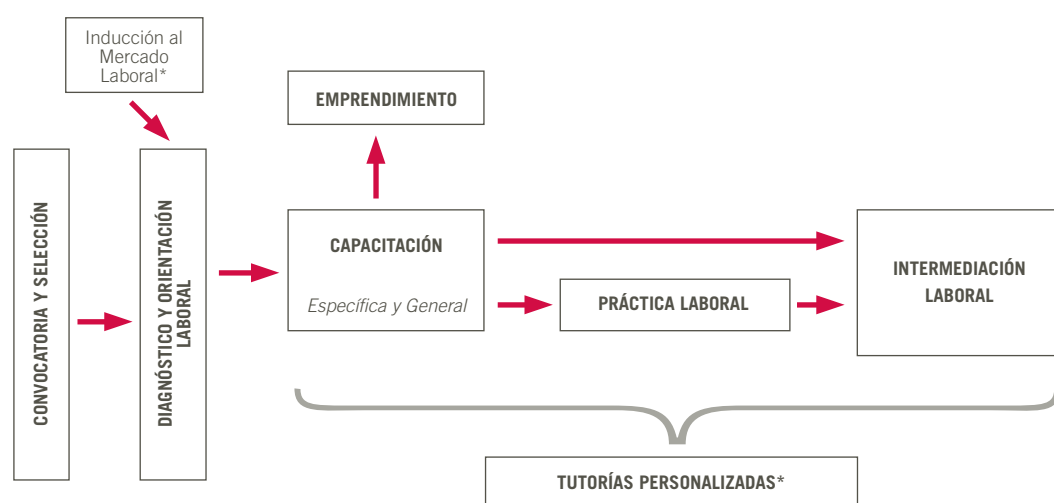 Inducción al
Mercado
Laboral*
EMPRENDIMIENTO
CONVOCATORIA Y SELECCIÓN
DIAGNÓSTICO Y ORIENTACIÓN
LABORAL
CAPACITACIÓN
Específica y General
PRÁCTICA LABORAL
INTERMEDIACIÓN
LABORAL
TUTORÍAS PERSONALIZADAS*